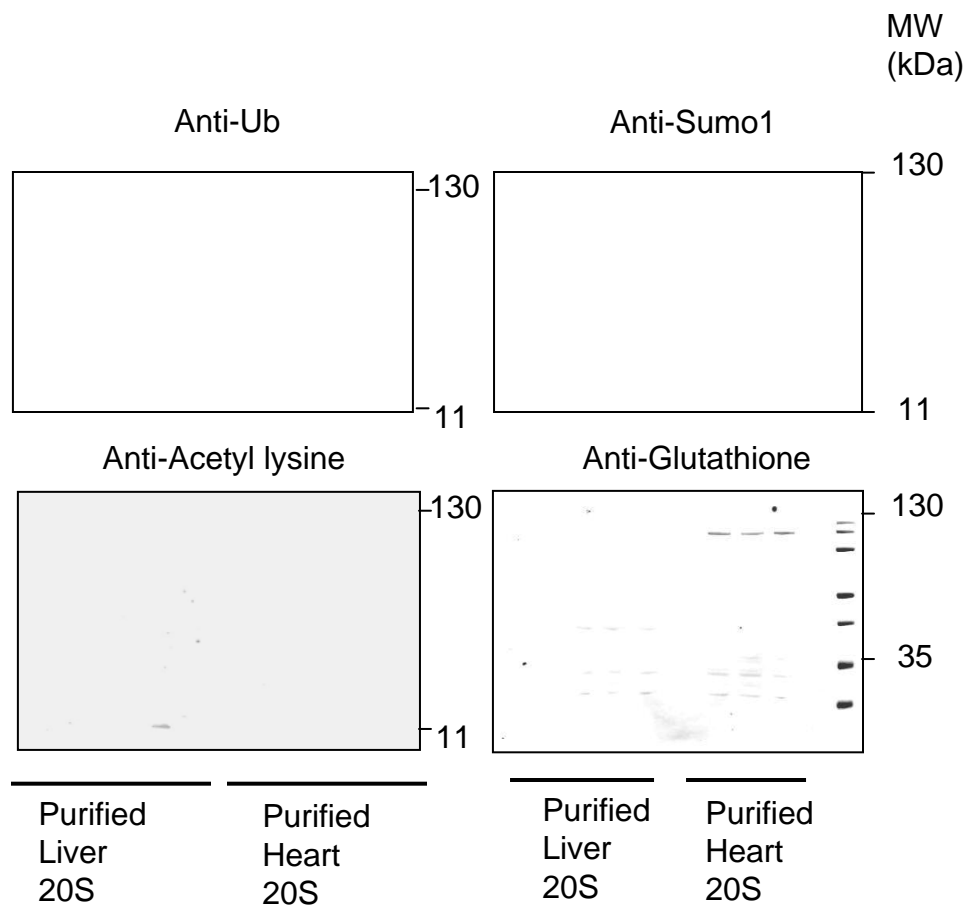 MW
(kDa)
Anti-Ub
Anti-Sumo1
130
130
11
11
Anti-Acetyl lysine
Anti-Glutathione
130
130
35
11
Purified
Liver
20S
Purified
Heart
20S
Purified
Liver
20S
Purified
Heart
20S